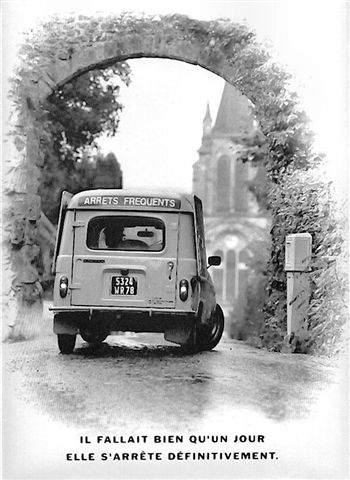 ARRETS FREQUENTS
5324
WR 78
IL FALLAIT BIEN QU'UN JOUR
ELLE S'ARRÊTE DÉFINITIVEMENT.